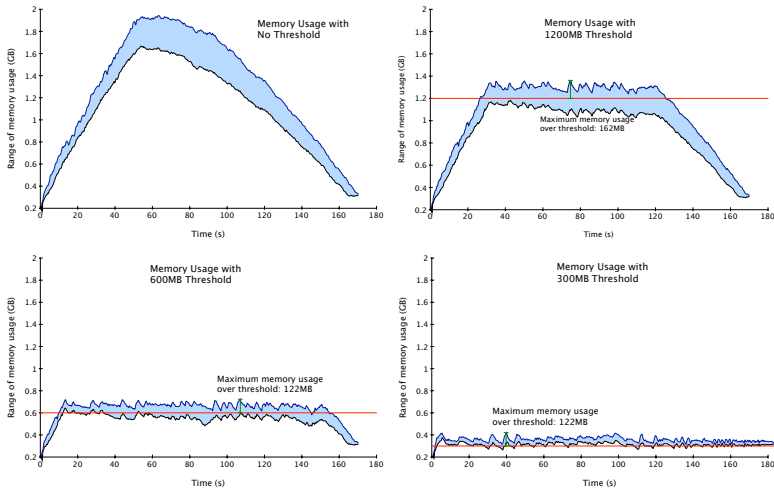 Memory Usage with
No Threshold
Range of memory usage (GB)
2
1.8
1.6
1.4
1.2
1
0.8
0.6
0.4
0.2
0 20 40 60 80 100 120 140 160 180
Time (s)
Memory Usage with
1200MB Threshold
Range of memory usage (GB)
2
1.8
1.6
1.4
1.2
1
0.8
0.6
0.4
0.2
Maximum memory usage
over threshold: 162MB
0 20 40 60 80 100 120 140 160 180
Time (s)
Memory Usage with
600MB Threshold
Range of memory usage (GB)
2
1.8
1.6
1.4
1.2
1
0.8
0.6
0.4
0.2
Maximum memory usage
over threshold: 122MB
0 20 40 60 80 100 120 140 160 180
Time (s)
Memory Usage with
300MB Threshold
Range of memory usage (GB)
2
1.8
1.6
1.4
1.2
1
0.8
0.6
0.4
0.2
Maximum memory usage
over threshold: 122MB
0 20 40 60 80 100 120 140 160 180
Time (s)